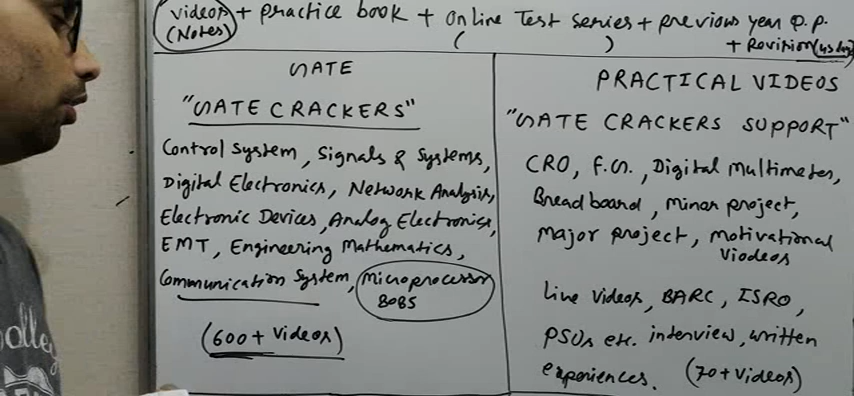 videos + practice book + Online Test series + previous year Q.P.
(Notes) ( ) + Revision
GATE
"GATE CRACKERS"
Control System, Signals & Systems,
Digital Electronics, Network Analysis,
Electronic Devices, Analog Electronics,
EMT, Engineering Mathematics,
Communication System, Microprocessor
8085
(600+ videos)
PRACTICAL VIDEOS
"GATE CRACKERS SUPPORT"
CRO, F.G., Digital multimeter,
Bread board, Minor project,
Major project, Motivational
Viodeos
Live videos, BARC, ISRO,
PSUs etc. interview, written
experiences. (70+ videos)